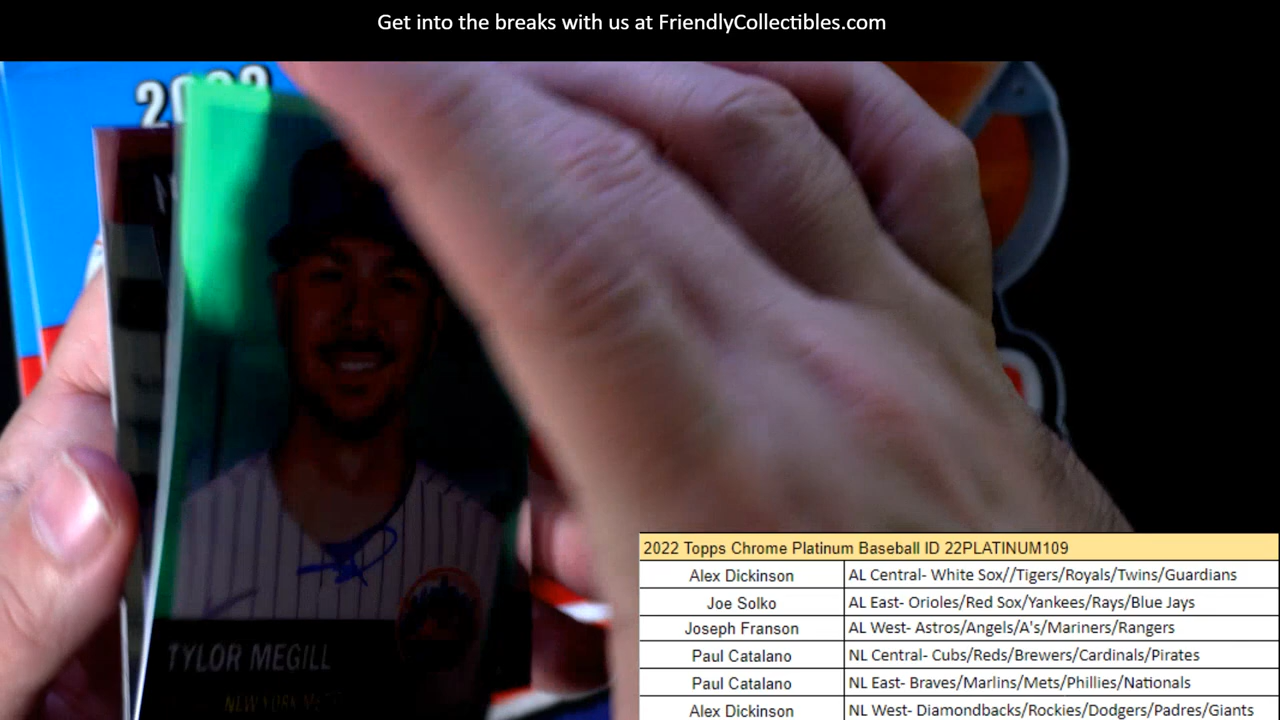 Get into the breaks with us at FriendlyCollectibles.com
TYLOR MEGILL
NEW YORK
2022 Topps Chrome Platinum Baseball ID 22PLATINUM109
Alex Dickinson AL Central- White Sox//Tigers/Royals/Twins/Guardians
Joe Solko AL East- Orioles/Red Sox/Yankees/Rays/Blue Jays
Joseph Franson AL West- Astros/Angels/A's/Mariners/Rangers
Paul Catalano NL Central- Cubs/Reds/Brewers/Cardinals/Pirates
Paul Catalano NL East- Braves/Marlins/Mets/Phillies/Nationals
Alex Dickinson NL West- Diamondbacks/Rockies/Dodgers/Padres/Giants